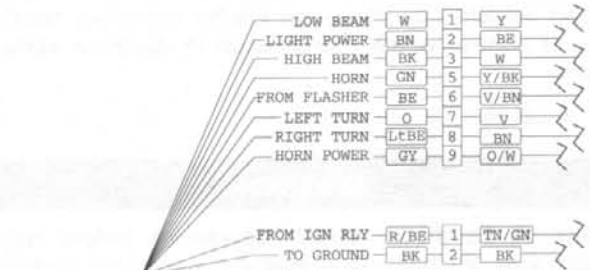 LOW BEAM W 1 Y
LIGHT POWER BN 2 BE
HIGH BEAM BK 3 W
HORN GN 5 Y/BK
FROM FLASHER BE 6 V/BN
LEFT TURN O 7 V
RIGHT TURN LtBE 8 BN
HORN POWER GY 9 O/W
FROM IGN RLY R/BE 1 TN/GN
TO GROUND BK 2 BK